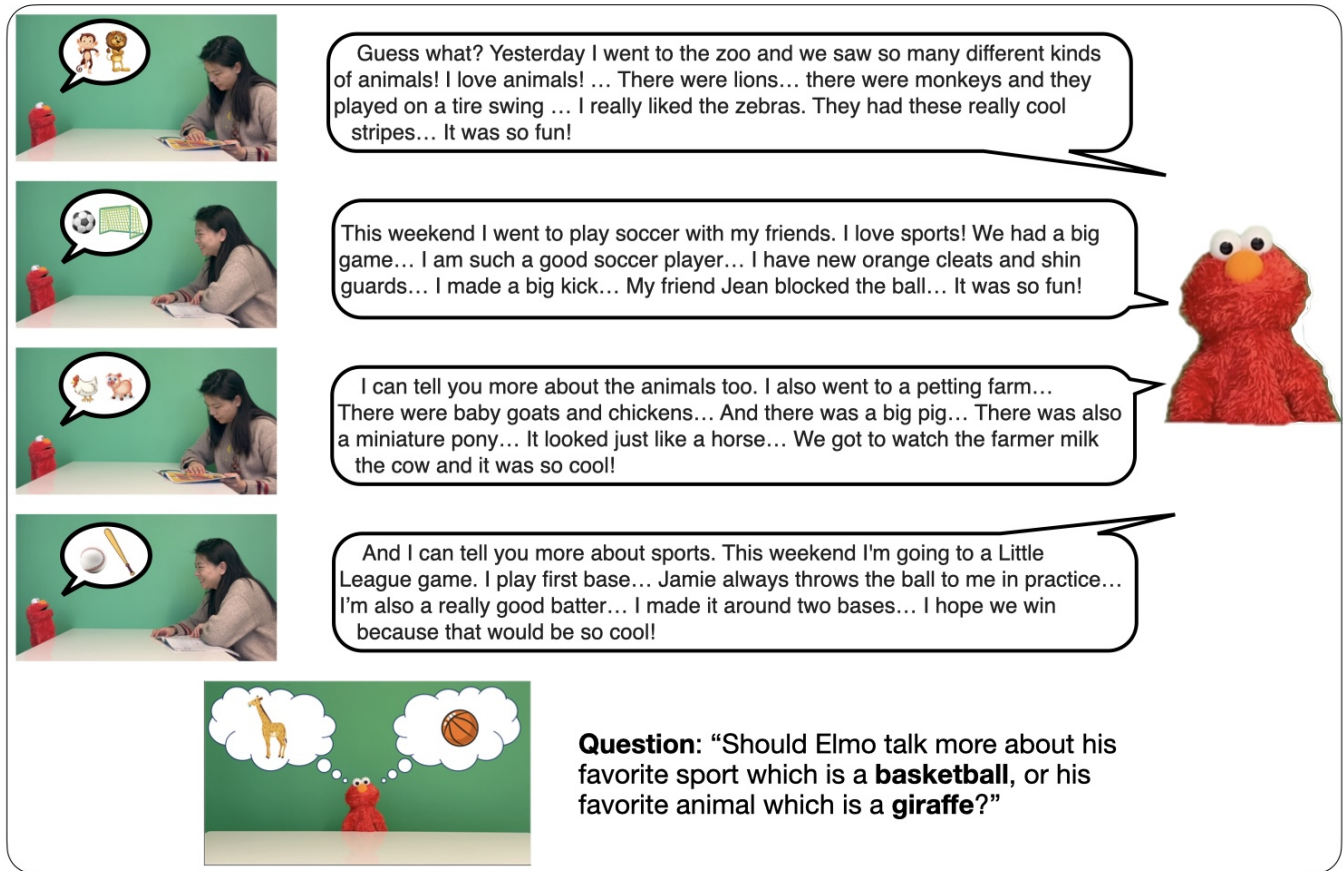 Guess what? Yesterday I went to the zoo and we saw so many different kinds
of animals! I love animals! … There were lions… there were monkeys and they
played on a tire swing … I really liked the zebras. They had these really cool
stripes… It was so fun!
This weekend I went to play soccer with my friends. I love sports! We had a big
game… I am such a good soccer player… I have new orange cleats and shin
guards… I made a big kick… My friend Jean blocked the ball… It was so fun!
I can tell you more about the animals too. I also went to a petting farm…
There were baby goats and chickens… And there was a big pig… There was also
a miniature pony… It looked just like a horse… We got to watch the farmer milk
the cow and it was so cool!
And I can tell you more about sports. This weekend I'm going to a Little
League game. I play first base… Jamie always throws the ball to me in practice…
I’m also a really good batter… I made it around two bases… I hope we win
because that would be so cool!
Question: “Should Elmo talk more about his
favorite sport which is a basketball, or his
favorite animal which is a giraffe?”